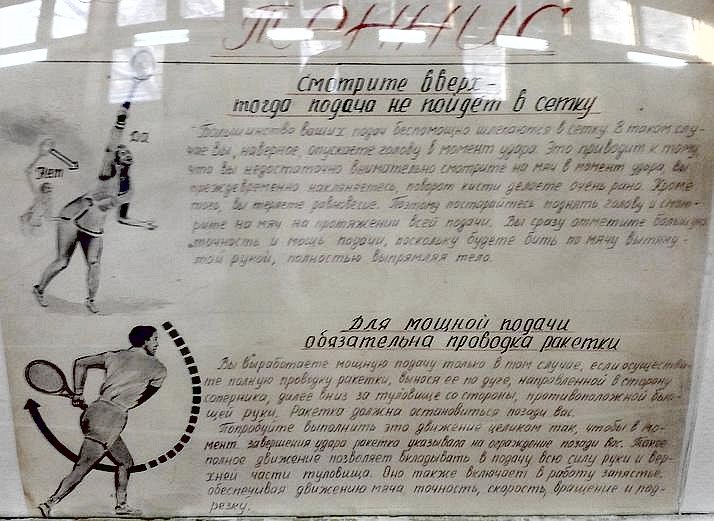 ТЕННИС
Смотрите вверх -
тогда подача не пойдет в сетку
Да
Нет
Большинство ваших подач беспомощно шлепаются в сетку. В таком слу-
чае вы, наверное, опускаете голову в момент удара. Это приводит к тому,
что вы недостаточно внимательно смотрите на мяч в момент удара, вы
преждевременно наклоняетесь, поворот кисти делаете очень рано. Кроме
того, вы теряете равновесие. Поэтому постарайтесь поднять голову и смот-
рите на мяч на протяжении всей подачи. Вы сразу отметите большую
точность и мощь подачи, поскольку будете бить по мячу вытяну-
той рукой, полностью выпрямляя тело.
Для мощной подачи
обязательна проводка ракетки
Вы выработаете мощную подачу только в том случае, если осуществи-
те полную проводку ракетки, вынося ее по дуге, направленной в сторону
соперника, далее вниз за туловище со стороны, противоположной бью-
щей руки. Ракетка должна остановиться позади вас.
Попробуйте выполнить это движение целиком так, чтобы в мо-
мент завершения удара ракетка указывала на ограждение позади вас. Такое
полное движение позволяет вкладывать в подачу всю силу руки и вер-
хней части туловища. Оно также включает в работу запястье,
обеспечивая движению мяча точность, скорость, вращение и под-
резку.